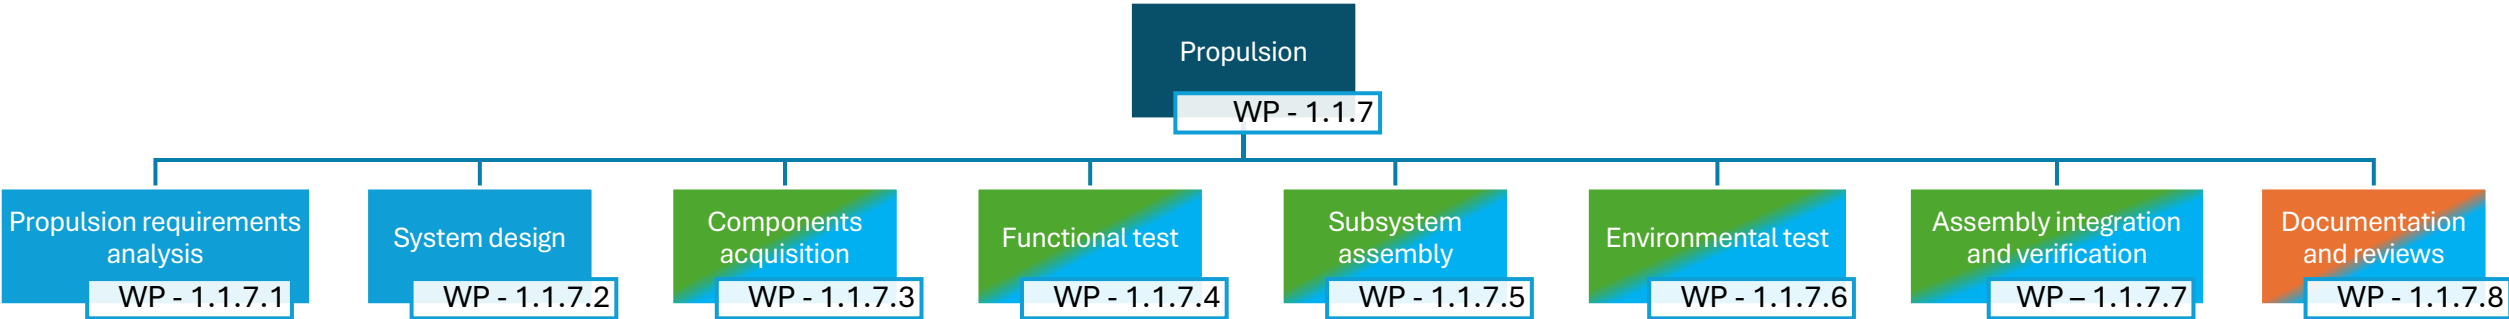 Propulsion
WP - 1.1.7
Propulsion requirements
analysis
WP - 1.1.7.1
System design
WP - 1.1.7.2
Components
acquisition
WP - 1.1.7.3
Functional test
WP - 1.1.7.4
Subsystem
assembly
WP - 1.1.7.5
Environmental test
WP - 1.1.7.6
Assembly integration
and verification
WP – 1.1.7.7
Documentation
and reviews
WP - 1.1.7.8